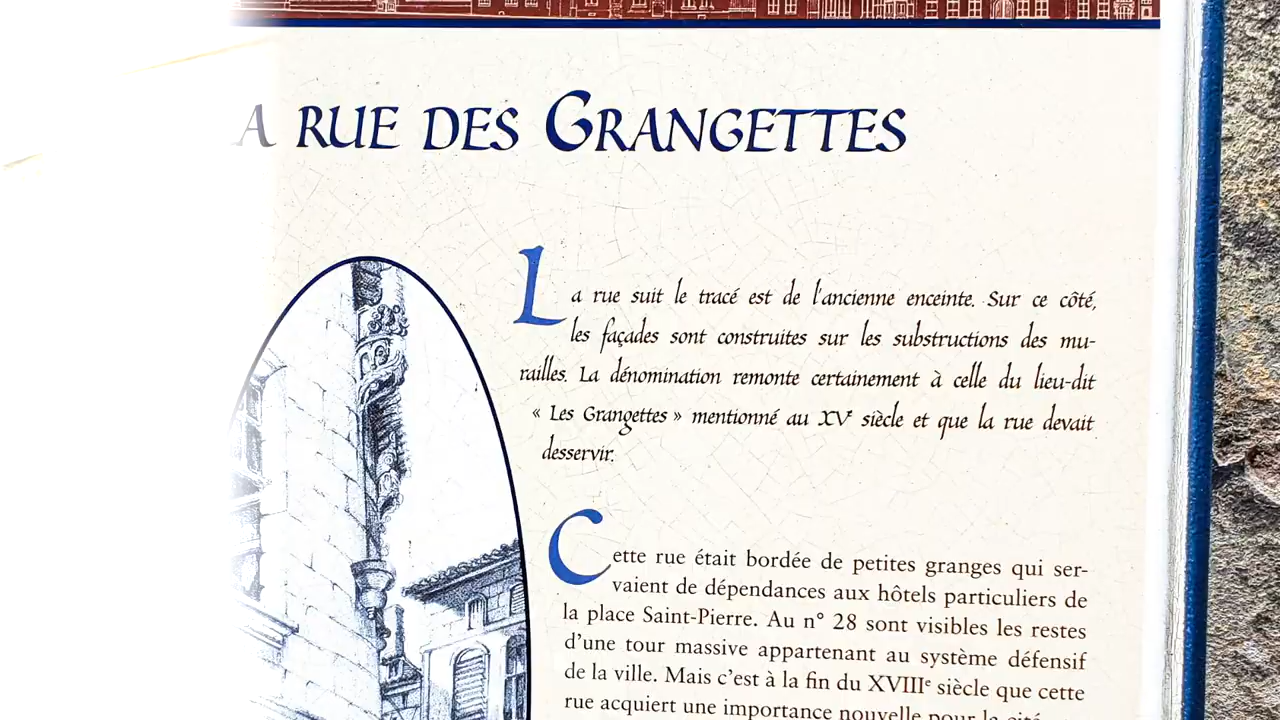 A RUE DES GRANGETTES
La rue suit le tracé est de l'ancienne enceinte. Sur ce côté,
les façades sont construites sur les substructions des mu-
railles. La dénomination remonte certainement à celle du lieu-dit
« Les Grangettes » mentionné au XVe siècle et que la rue devait
desservir.
Cette rue était bordée de petites granges qui ser-
vaient de dépendances aux hôtels particuliers de
la place Saint-Pierre. Au n° 28 sont visibles les restes
d'une tour massive appartenant au système défensif
de la ville. Mais c'est à la fin du XVIIIe siècle que cette
rue acquiert une importance nouvelle pour la cité